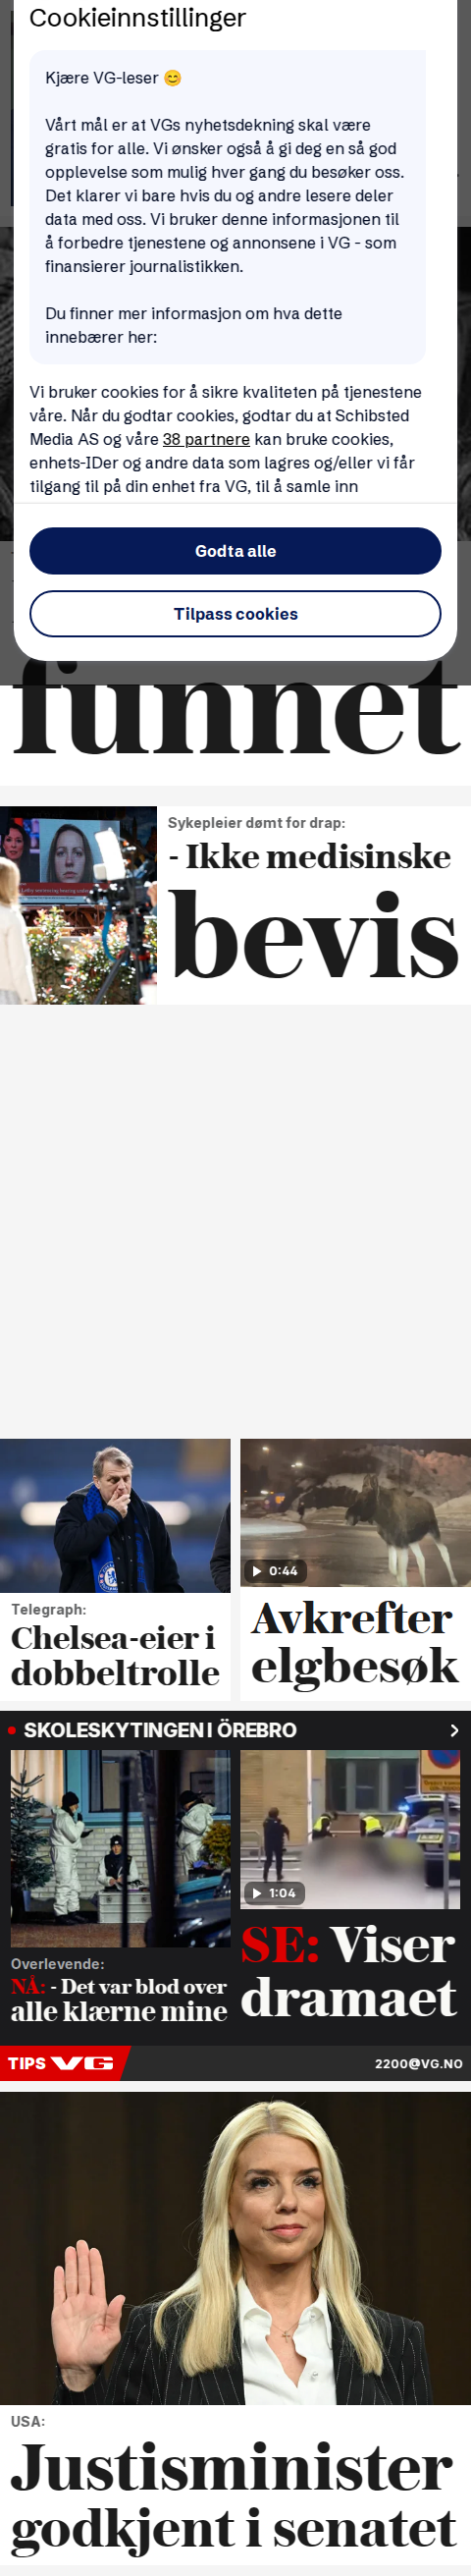 Cookieinnstillinger
Kjære VG-leser 😊
Vårt mål er at VGs nyhetsdekning skal være
gratis for alle. Vi ønsker også å gi deg en så god
opplevelse som mulig hver gang du besøker oss.
Det klarer vi bare hvis du og andre lesere deler
data med oss. Vi bruker denne informasjonen til
å forbedre tjenestene og annonsene i VG - som
finansierer journalistikken.
Du finner mer informasjon om hva dette
innebærer her:
Vi bruker cookies for å sikre kvaliteten på tjenestene
våre. Når du godtar cookies, godtar du at Schibsted
Media AS og våre 38 partnere kan bruke cookies,
enhets-IDer og andre data som lagres og/eller vi får
tilgang til på din enhet fra VG, til å samle inn
Godta alle
Tilpass cookies
funnet
Sykepleier dømt for drap:
- Ikke medisinske
bevis
Telegraph:
Chelsea-eier i
dobbeltrolle
0:44
Avkrefter
elgbesøk
SKOLESKYTINGEN I ÖREBRO
Overlevende:
NÅ: - Det var blod over
alle klærne mine
1:04
SE: Viser
dramaet
TIPS VG
2200@VG.NO
USA:
Justisminister
godkjent i senatet